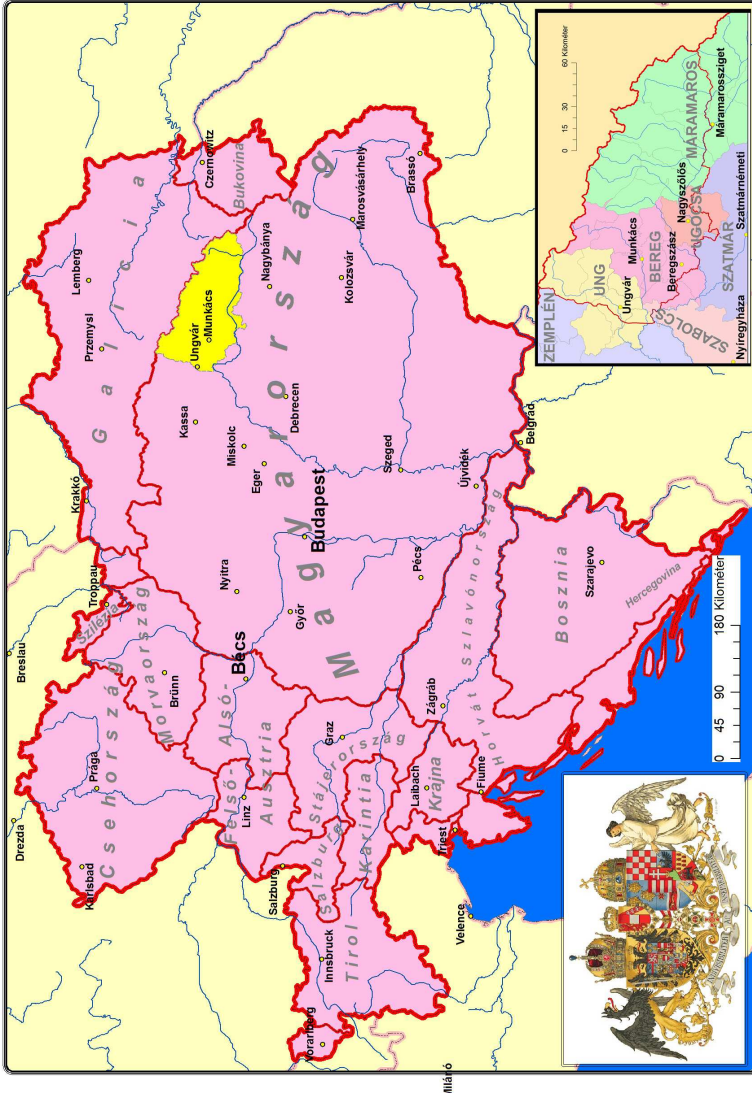 Drezda
Breslau
Karlsbad
Prága
Csehország
Troppau
Szilézia
Morvaország
Brünn
Krakkó
Przemysl
Lemberg
Galícia
Czernowitz
Bukovina
Linz
Felső-
Alsó-
Ausztria
Bécs
Salzburg
Salzburg
Vorarlberg
Innsbruck
Tirol
Stájerország
Graz
Karintia
Krajna
Laibach
Triest
Fiume
Velence
Milánó
Nyitra
Győr
Budapest
Magyarország
Kassa
Miskolc
Eger
Debrecen
Ungvár
Munkács
Nagybánya
Kolozsvár
Marosvásárhely
Brassó
Pécs
Szeged
Újvidék
Belgrád
Zágráb
Horvát Szlavónország
Bosznia
Szarajevo
Hercegovina
0 45 90 180 Kilométer
0 15 30 60 Kilométer
ZEMPLÉN
UNG
Ungvár
Munkács
BEREG
Beregszász
Nagyszőlős
UGOCSA
MÁRAMAROS
Máramarossziget
SZABOLCS
SZATMÁR
Nyíregyháza
Szatmárnémeti